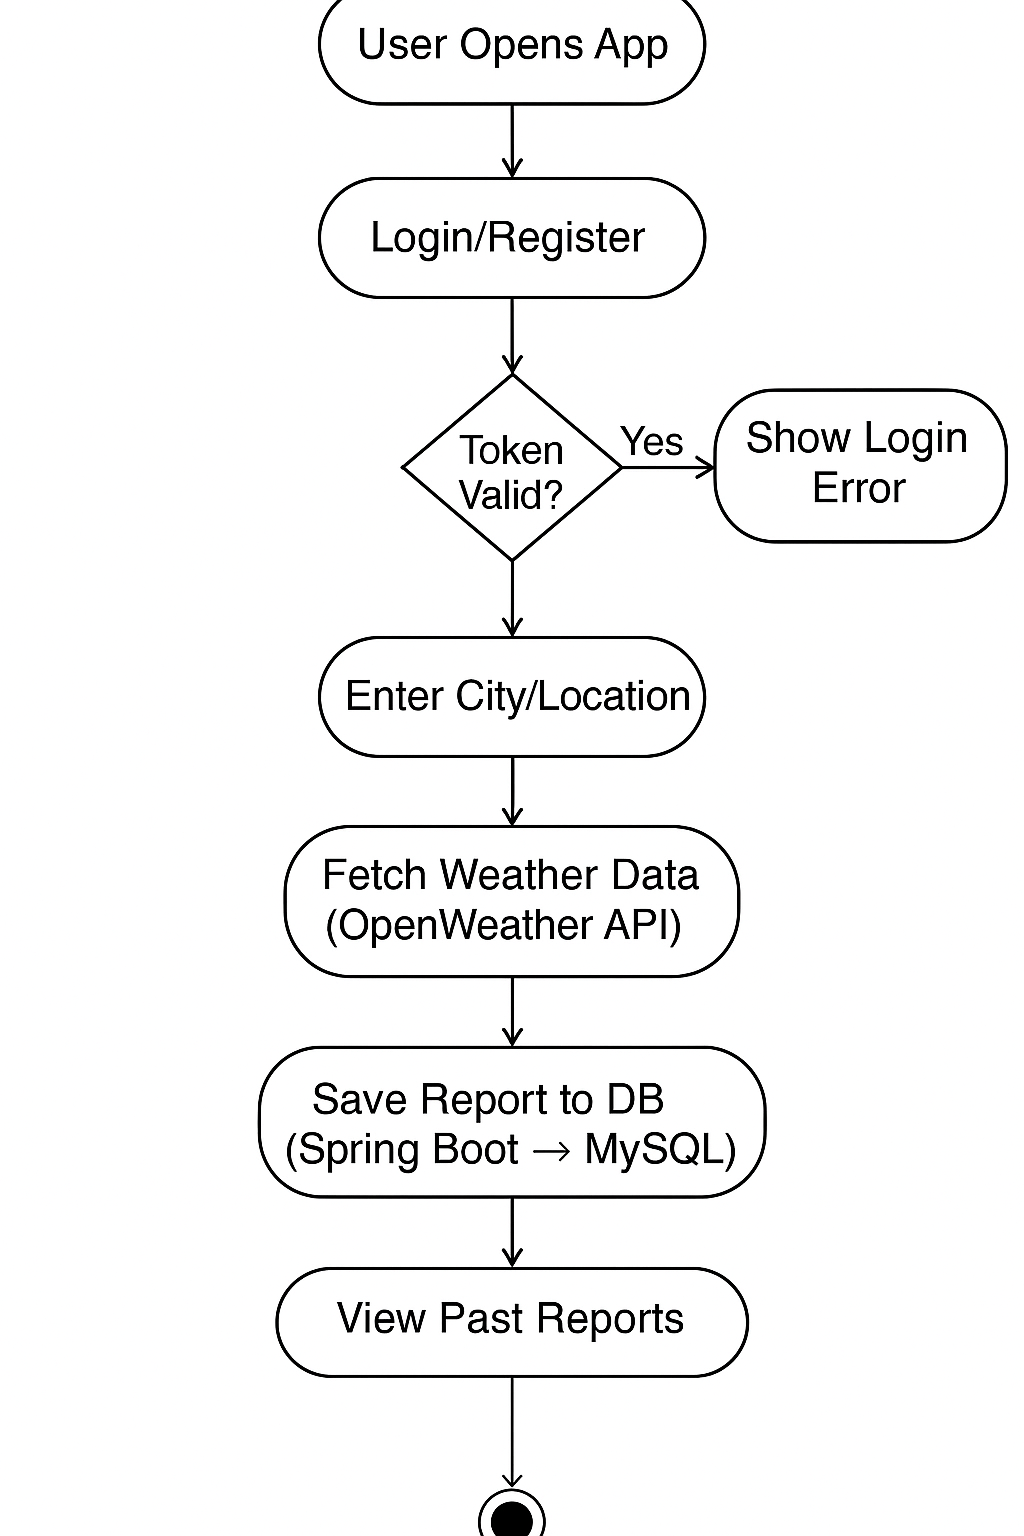 User Opens App
Login/Register
Token
Valid?
Yes
Show Login
Error
Enter City/Location
Fetch Weather Data
(OpenWeather API)
Save Report to DB
(Spring Boot → MySQL)
View Past Reports